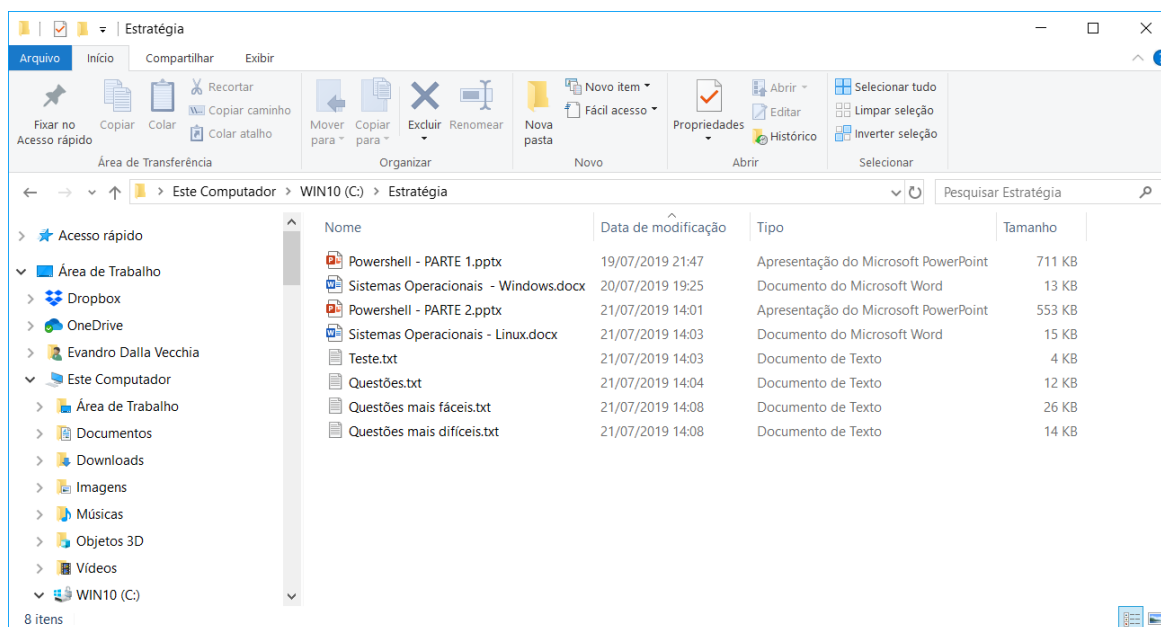 Estratégia
Arquivo Início Compartilhar Exibir
Fixar no Acesso rápido
Copiar
Colar
Recortar
Copiar caminho
Colar atalho
Área de Transferência
Mover para
Copiar para
Excluir
Renomear
Organizar
Nova pasta
Novo item
Fácil acesso
Novo
Propriedades
Abrir
Editar
Histórico
Abrir
Selecionar tudo
Limpar seleção
Inverter seleção
Selecionar
Este Computador > WIN10 (C:) > Estratégia
Pesquisar Estratégia
Acesso rápido
Área de Trabalho
Dropbox
OneDrive
Evandro Dalla Vecchia
Este Computador
Área de Trabalho
Documentos
Downloads
Imagens
Músicas
Objetos 3D
Vídeos
WIN10 (C:)
Nome Data de modificação Tipo Tamanho
Powershell - PARTE 1.pptx 19/07/2019 21:47 Apresentação do Microsoft PowerPoint 711 KB
Sistemas Operacionais - Windows.docx 20/07/2019 19:25 Documento do Microsoft Word 13 KB
Powershell - PARTE 2.pptx 21/07/2019 14:01 Apresentação do Microsoft PowerPoint 553 KB
Sistemas Operacionais - Linux.docx 21/07/2019 14:03 Documento do Microsoft Word 15 KB
Teste.txt 21/07/2019 14:03 Documento de Texto 4 KB
Questões.txt 21/07/2019 14:04 Documento de Texto 12 KB
Questões mais fáceis.txt 21/07/2019 14:08 Documento de Texto 26 KB
Questões mais difíceis.txt 21/07/2019 14:08 Documento de Texto 14 KB
8 itens